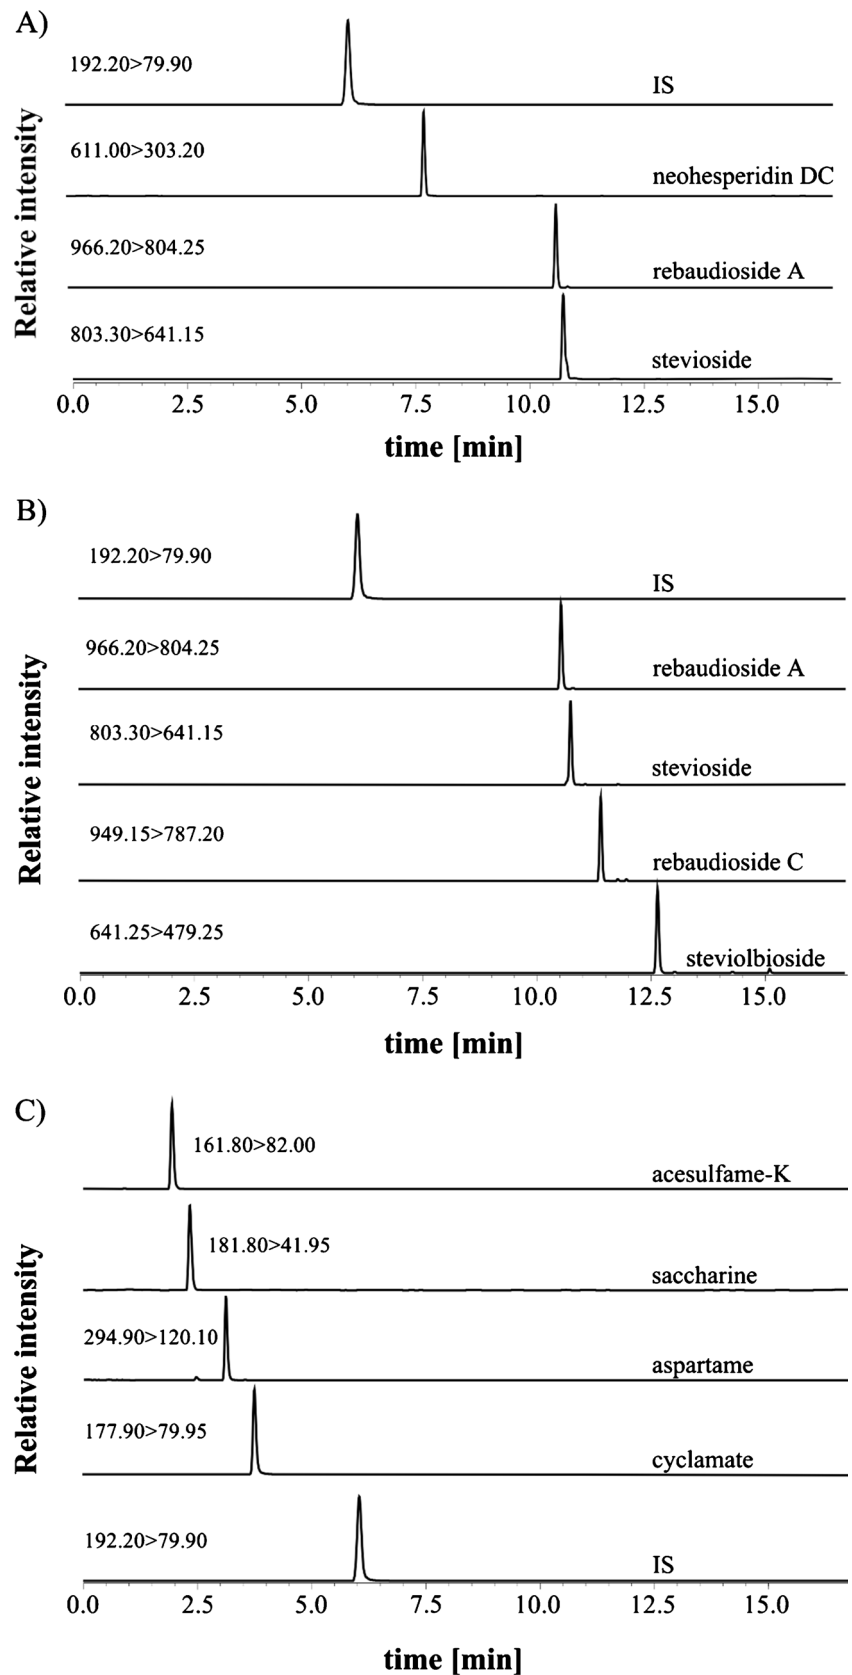 A)
192.20>79.90
IS
611.00>303.20
neohesperidin DC
966.20>804.25
rebaudioside A
803.30>641.15
stevioside
Relative intensity
0.0 2.5 5.0 7.5 10.0 12.5 15.0
time [min]
B)
192.20>79.90
IS
966.20>804.25
rebaudioside A
803.30>641.15
stevioside
949.15>787.20
rebaudioside C
641.25>479.25
steviolbioside
Relative intensity
0.0 2.5 5.0 7.5 10.0 12.5 15.0
time [min]
C)
161.80>82.00
acesulfame-K
181.80>41.95
saccharine
294.90>120.10
aspartame
177.90>79.95
cyclamate
192.20>79.90
IS
Relative intensity
0.0 2.5 5.0 7.5 10.0 12.5 15.0
time [min]